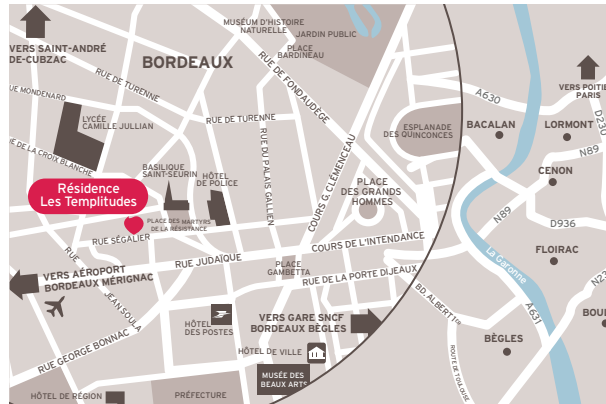 MUSÉUM D'HISTOIRE
NATURELLE
JARDIN PUBLIC
VERS SAINT-ANDRÉ
DE-CUBZAC
PLACE
BARDINEAU
BORDEAUX
RUE DE TURENNE
RUE DE FONDAUDÈGE
VERS POITIE
PARIS
UE MONDENARD
A630
D23
LYCÉE
CAMILLE JULLIAN
RUE DE TURENNE
ESPLANADE
DES QUINCONCES
BACALAN
LORMONT
E DE LA CROIX BLANCHE
RUE DU PALAIS GALLIEN
COURS G. CLÉMENCEAU
N89
BASILIQUE
SAINT-SEURIN
HÔTEL
DE POLICE
CENON
Résidence
Les Templitudes
PLACE
DES GRANDS
HOMMES
PLACE DES MARTYRS
DE LA RÉSISTANCE
N89
D936
RUE SÉGALIER
COURS DE L'INTENDANCE
FLOIRAC
RUE JUDAÏQUE
PLACE
GAMBETTA
La Garonne
VERS AÉROPORT
BORDEAUX MÉRIGNAC
RUE DE LA PORTE DIJEAUX
N23
RUE
JEAN SOULA
BD. ALBERT 1ER
A631
BOU
HÔTEL
DES POSTES
VERS GARE SNCF
BORDEAUX BÈGLES
BÈGLES
RUE GEORGE BONNAC
HÔTEL DE VILLE
ROUTE DE TOULOUSE
MUSÉE DES
BEAUX ARTS
HÔTEL DE RÉGION
PRÉFECTURE